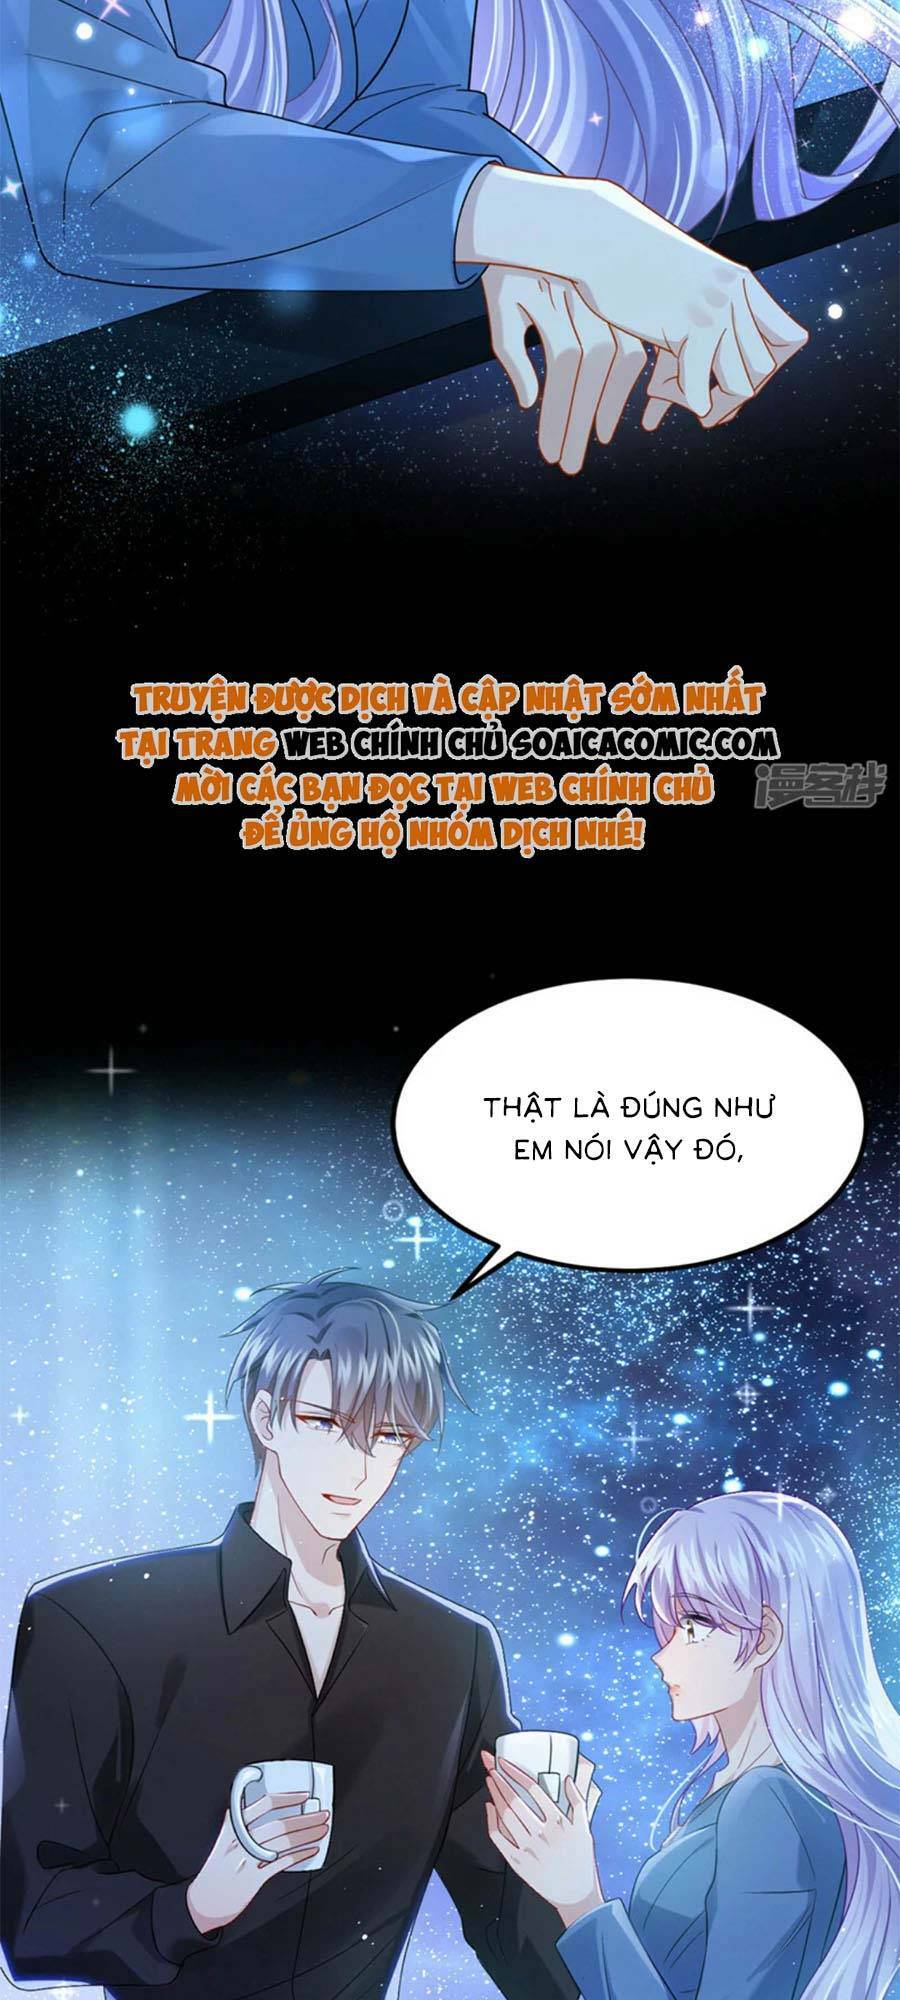 TRUYỆN ĐƯỢC DỊCH VÀ CẬP NHẬT SỚM NHẤT
TẠI TRANG WEB CHÍNH CHỦ SOAICACOMIC.COM
漫客栈
MỜI CÁC BẠN ĐỌC TẠI WEB CHÍNH CHỦ
ĐỂ ỦNG HỘ NHÓM DỊCH NHÉ!
THẬT LÀ ĐÚNG NHƯ
EM NÓI VẬY ĐÓ,